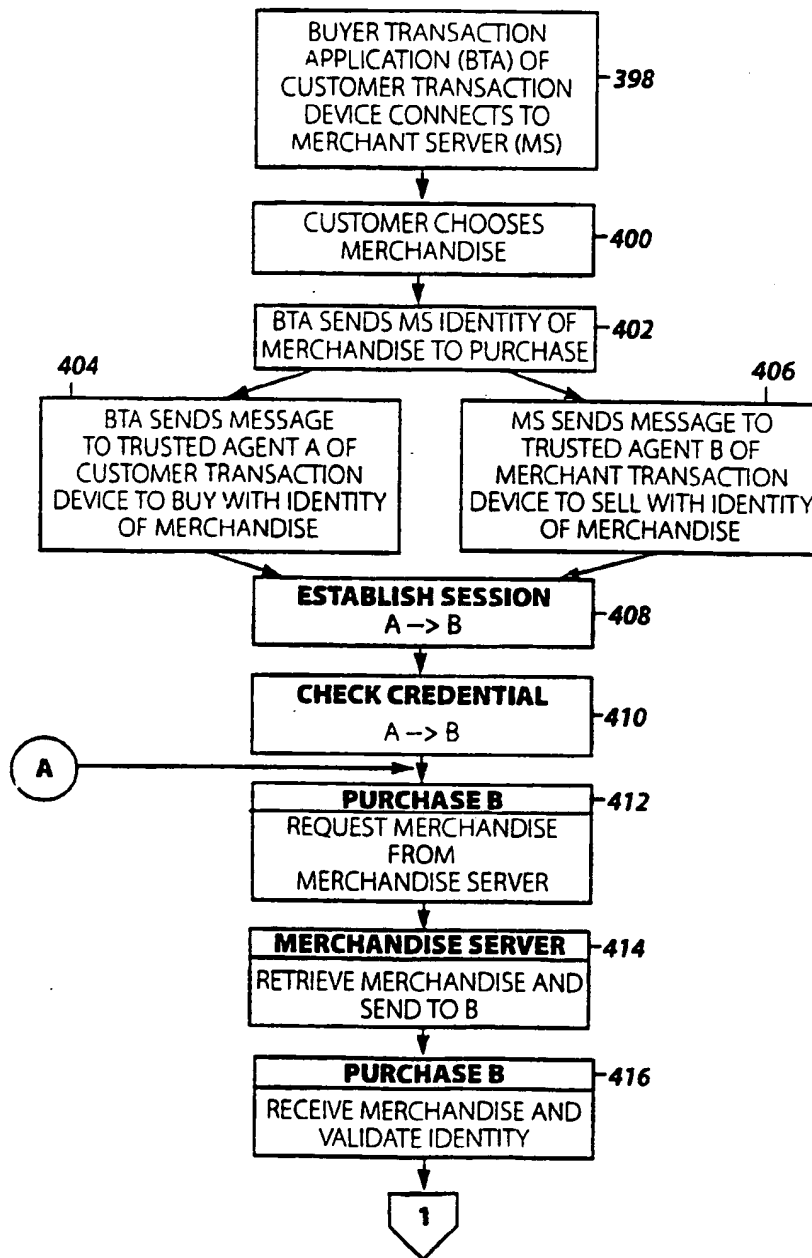 BUYER TRANSACTION
APPLICATION (BTA) OF
CUSTOMER TRANSACTION
DEVICE CONNECTS TO
MERCHANT SERVER (MS)
398
CUSTOMER CHOOSES
MERCHANDISE
400
BTA SENDS MS IDENTITY OF
MERCHANDISE TO PURCHASE
402
404
BTA SENDS MESSAGE
TO TRUSTED AGENT A OF
CUSTOMER TRANSACTION
DEVICE TO BUY WITH IDENTITY
OF MERCHANDISE
406
MS SENDS MESSAGE TO
TRUSTED AGENT B OF
MERCHANT TRANSACTION
DEVICE TO SELL WITH IDENTITY
OF MERCHANDISE
ESTABLISH SESSION
A -> B
408
CHECK CREDENTIAL
A -> B
410
A
PURCHASE B
412
REQUEST MERCHANDISE
FROM
MERCHANDISE SERVER
MERCHANDISE SERVER
414
RETRIEVE MERCHANDISE AND
SEND TO B
PURCHASE B
416
RECEIVE MERCHANDISE AND
VALIDATE IDENTITY
1